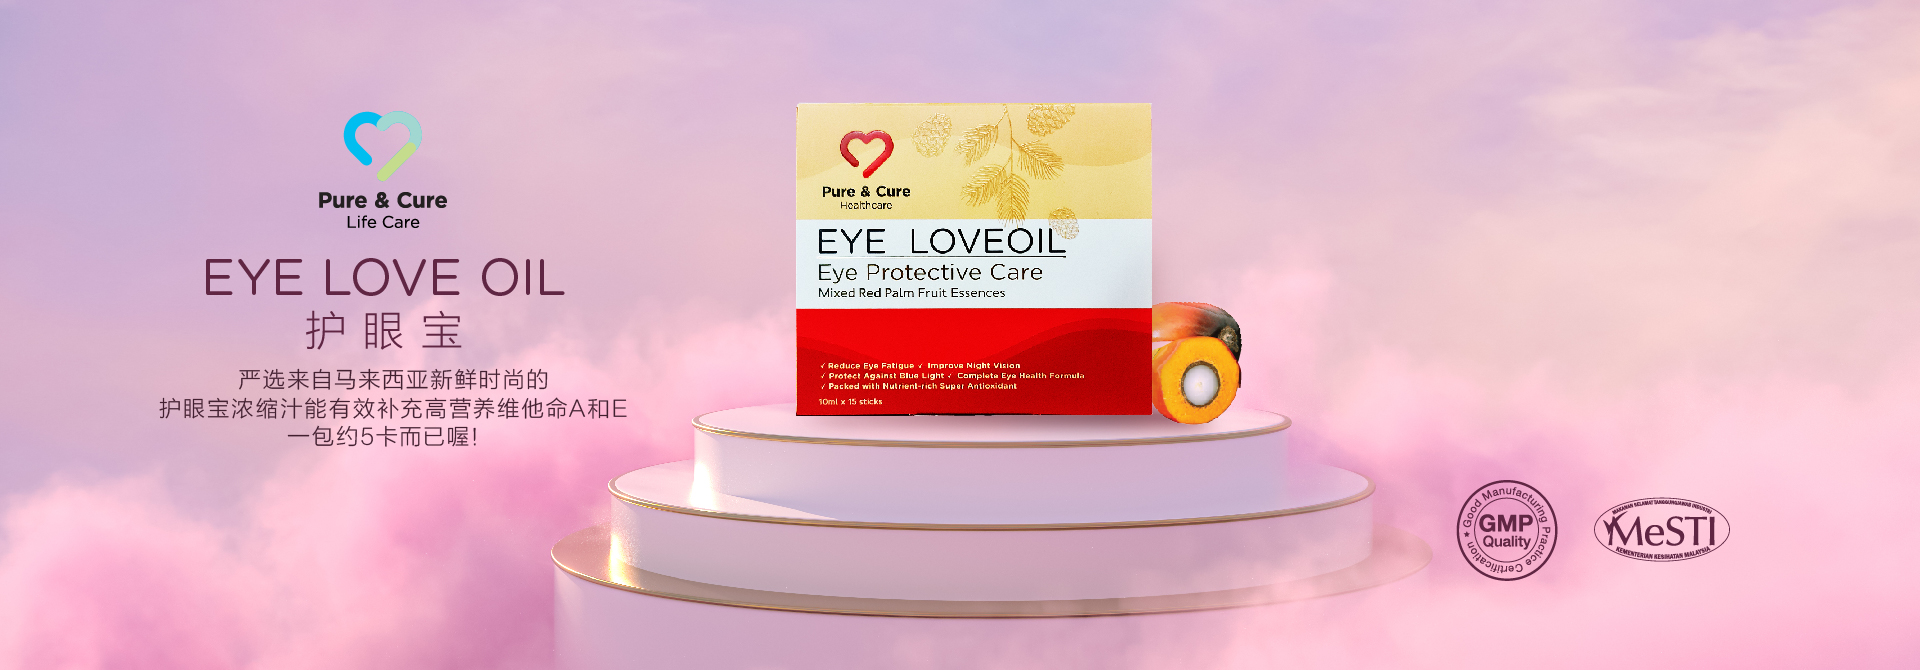 Pure & Cure
Life Care
EYE LOVE OIL
护眼宝
严选来自马来西亚新鲜时尚的
护眼宝浓缩汁能有效补充高营养维他命A和E
一包约5卡而已喔!
Pure & Cure
Healthcare
EYE LOVEOIL
Eye Protective Care
Mixed Red Palm Fruit Essences
✓ Reduce Eye Fatigue ✓ Improve Night Vision
✓ Protect Against Blue Light ✓ Complete Eye Health Formula
✓ Packed with Nutrient-rich Super Antioxidant
10ml x 15 sticks
Good Manufacturing Practice Certification
GMP
Quality
MAKANAN SELAMAT TANGGUNGJAWAB INDUSTRI
MeSTI
KEMENTERIAN KESIHATAN MALAYSIA